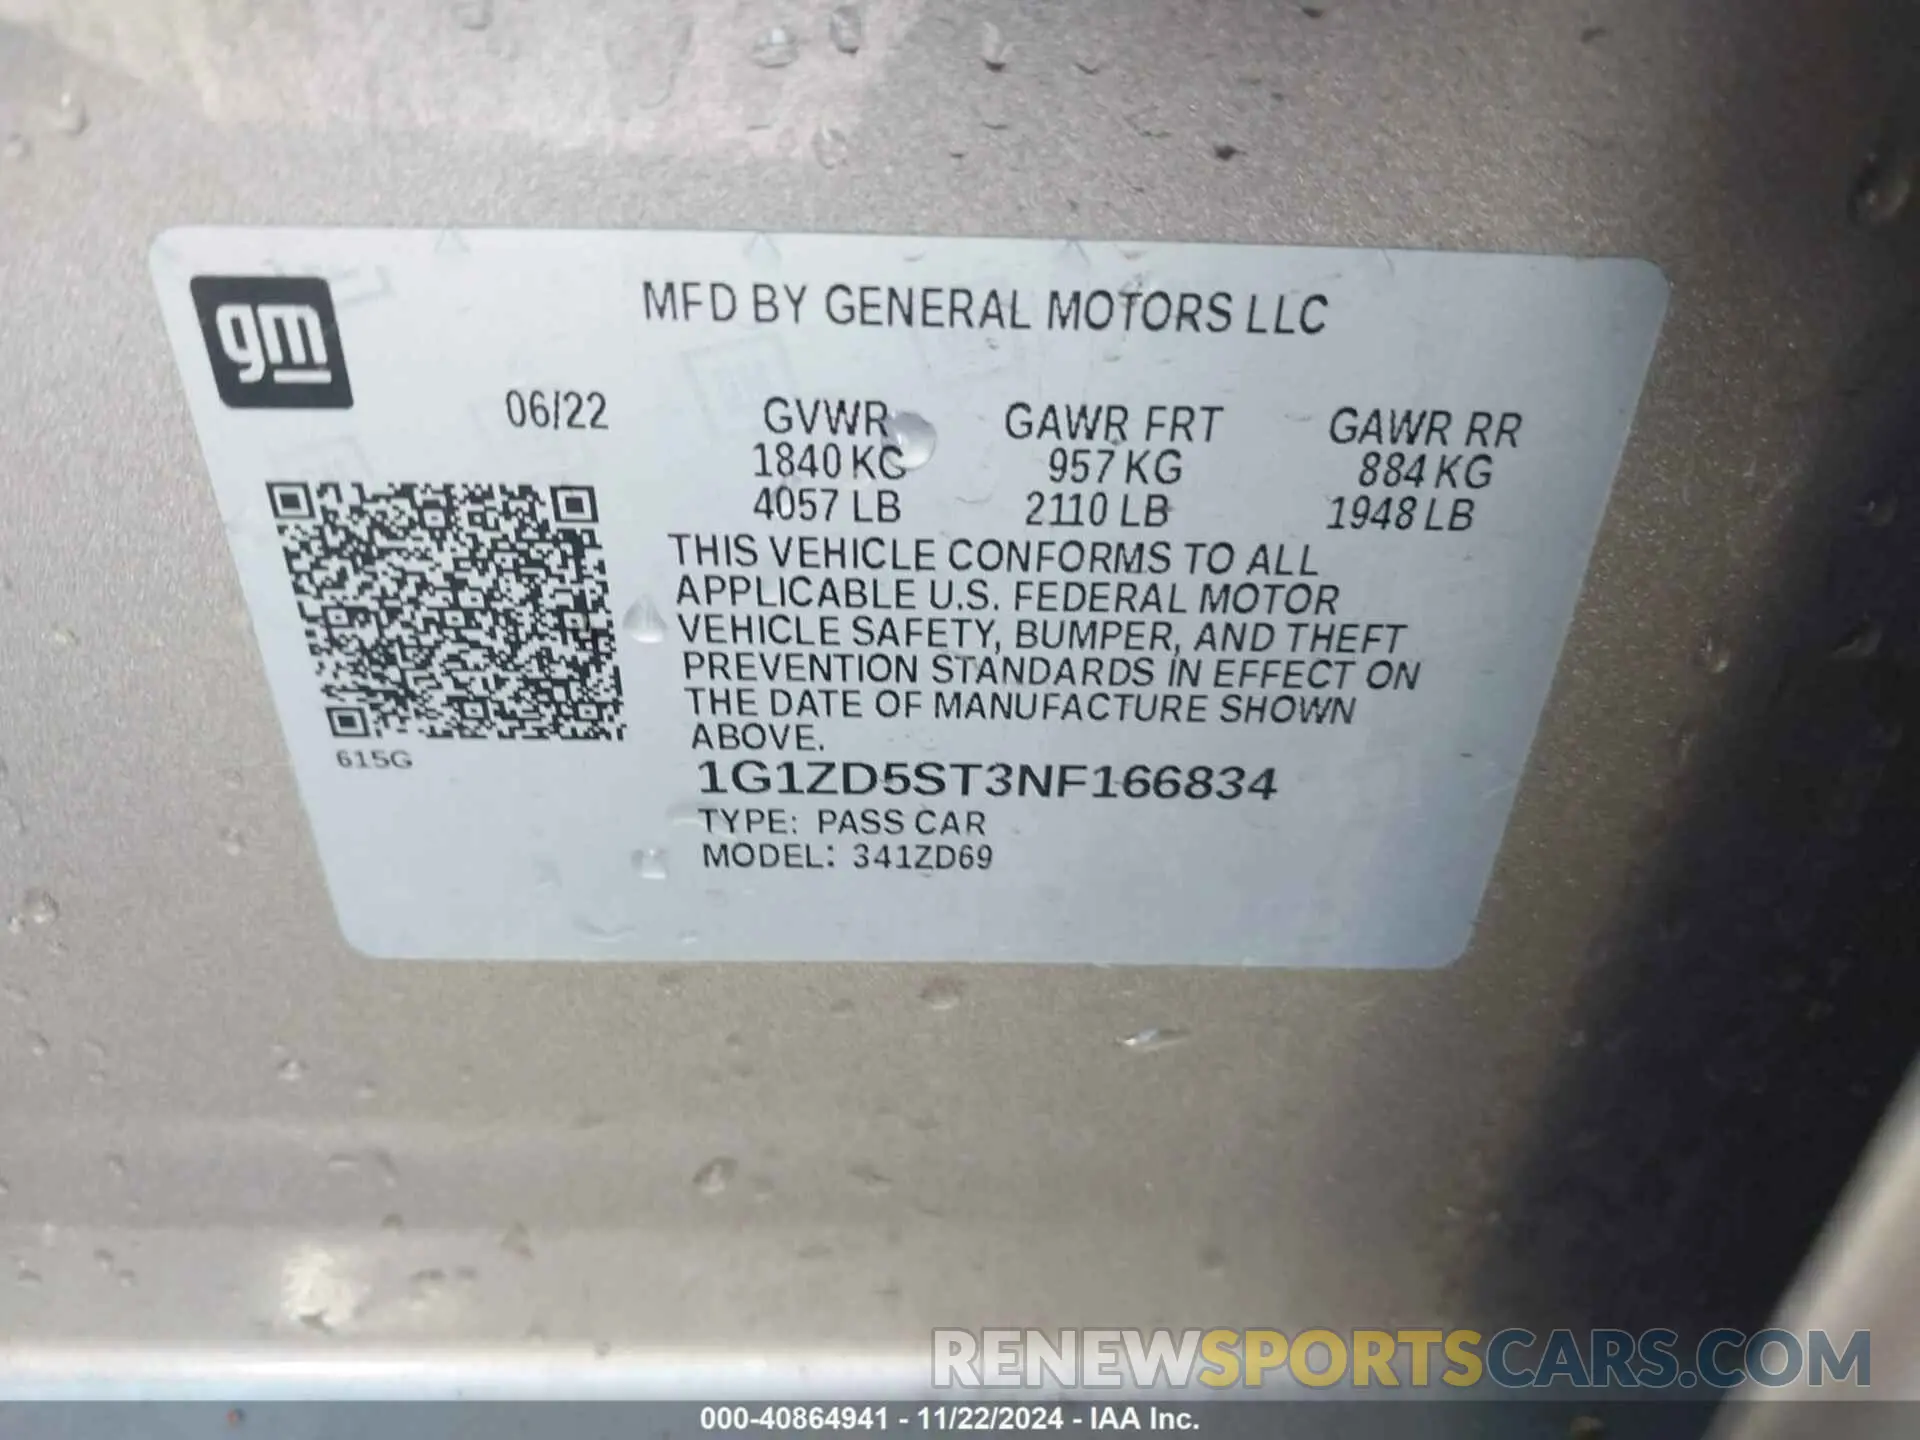 gm
MFD BY GENERAL MOTORS LLC
06/22
GVWR GAWR FRT GAWR RR
1840 KG 957 KG 884 KG
4057 LB 2110 LB 1948 LB
THIS VEHICLE CONFORMS TO ALL
APPLICABLE U.S. FEDERAL MOTOR
VEHICLE SAFETY, BUMPER, AND THEFT
PREVENTION STANDARDS IN EFFECT ON
THE DATE OF MANUFACTURE SHOWN
ABOVE.
615G
1G1ZD5ST3NF166834
TYPE: PASS CAR
MODEL: 341ZD69
RENEWSPORTSCARS.COM
000-40864941 - 11/22/2024 - IAA Inc.